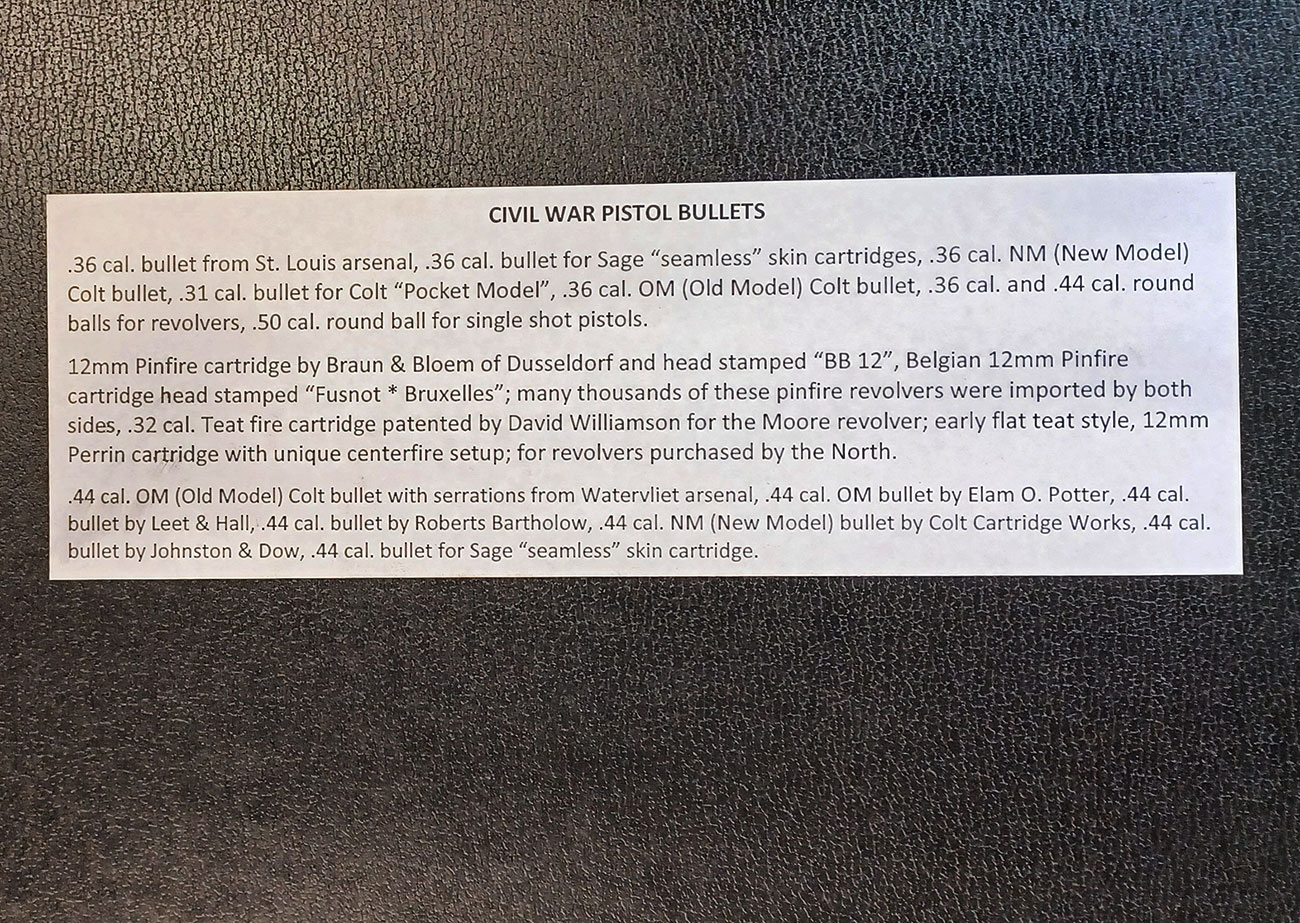 CIVIL WAR PISTOL BULLETS
.36 cal. bullet from St. Louis arsenal, .36 cal. bullet for Sage “seamless” skin cartridges, .36 cal. NM (New Model)
Colt bullet, .31 cal. bullet for Colt “Pocket Model”, .36 cal. OM (Old Model) Colt bullet, .36 cal. and .44 cal. round
balls for revolvers, .50 cal. round ball for single shot pistols.
12mm Pinfire cartridge by Braun & Bloem of Dusseldorf and head stamped “BB 12”, Belgian 12mm Pinfire
cartridge head stamped “Fusnot * Bruxelles”; many thousands of these pinfire revolvers were imported by both
sides, .32 cal. Teat fire cartridge patented by David Williamson for the Moore revolver; early flat teat style, 12mm
Perrin cartridge with unique centerfire setup; for revolvers purchased by the North.
.44 cal. OM (Old Model) Colt bullet with serrations from Watervliet arsenal, .44 cal. OM bullet by Elam O. Potter, .44 cal.
bullet by Leet & Hall, .44 cal. bullet by Roberts Bartholow, .44 cal. NM (New Model) bullet by Colt Cartridge Works, .44 cal.
bullet by Johnston & Dow, .44 cal. bullet for Sage “seamless” skin cartridge.